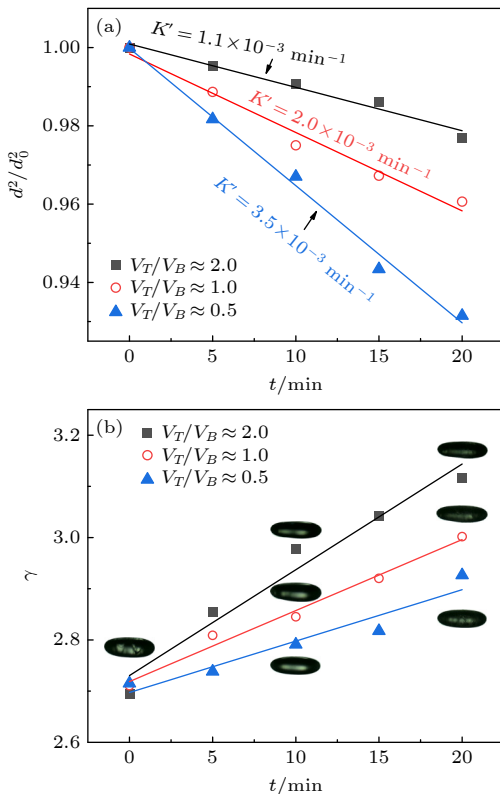 (a)
1.00
0.98
0.96
0.94
d²/d₀²
K′ = 1.1×10⁻³ min⁻¹
K′ = 2.0×10⁻³ min⁻¹
K′ = 3.5×10⁻³ min⁻¹
V_T/V_B ≈ 2.0
V_T/V_B ≈ 1.0
V_T/V_B ≈ 0.5
0 5 10 15 20
t/min
(b)
V_T/V_B ≈ 2.0
V_T/V_B ≈ 1.0
V_T/V_B ≈ 0.5
3.2
3.0
2.8
2.6
γ
0 5 10 15 20
t/min